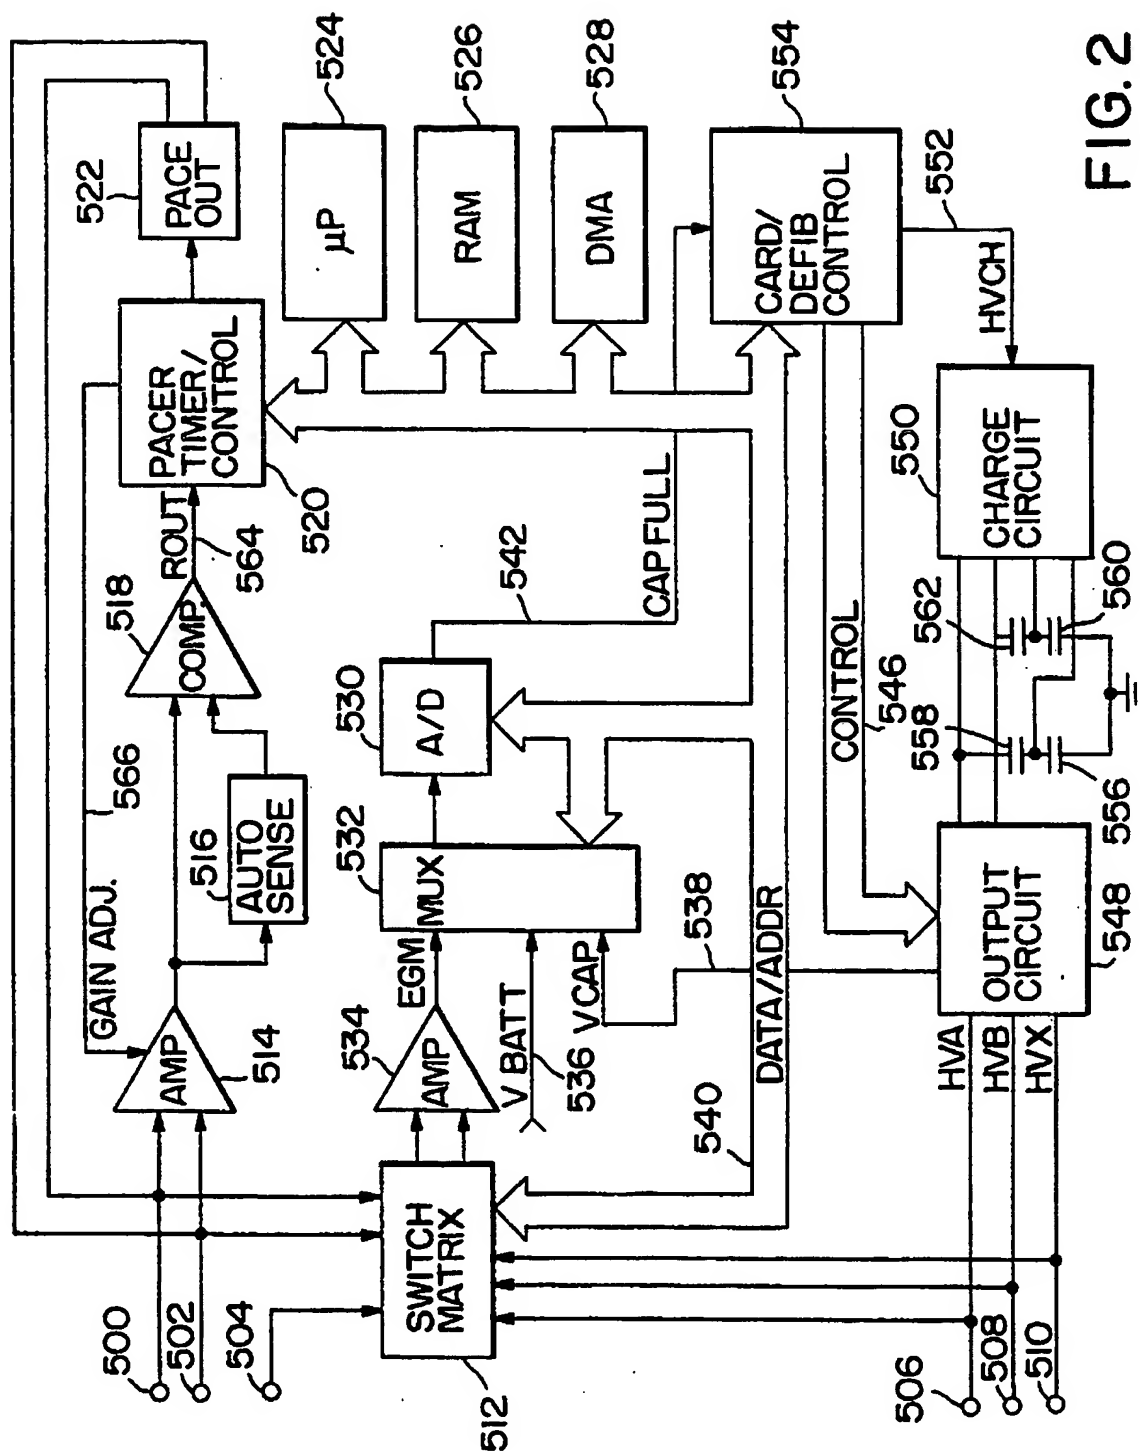 500
502
504
512
SWITCH
MATRIX
506
508
510
AMP
514
GAIN ADJ.
566
516
AUTO
SENSE
518
COMP.
ROUT
564
PACER
TIMER/
CONTROL
520
522
PACE
OUT
534
AMP
EGM
V BATT
536
VCAP
538
532
MUX
530
A/D
542
CAP FULL
µP
524
RAM
526
DMA
528
540
DATA/ADDR
CONTROL
546
CARD/
DEFIB
CONTROL
554
552
HVCH
HVA
HVB
HVX
OUTPUT
CIRCUIT
548
558
556
562
560
550
CHARGE
CIRCUIT
FIG. 2